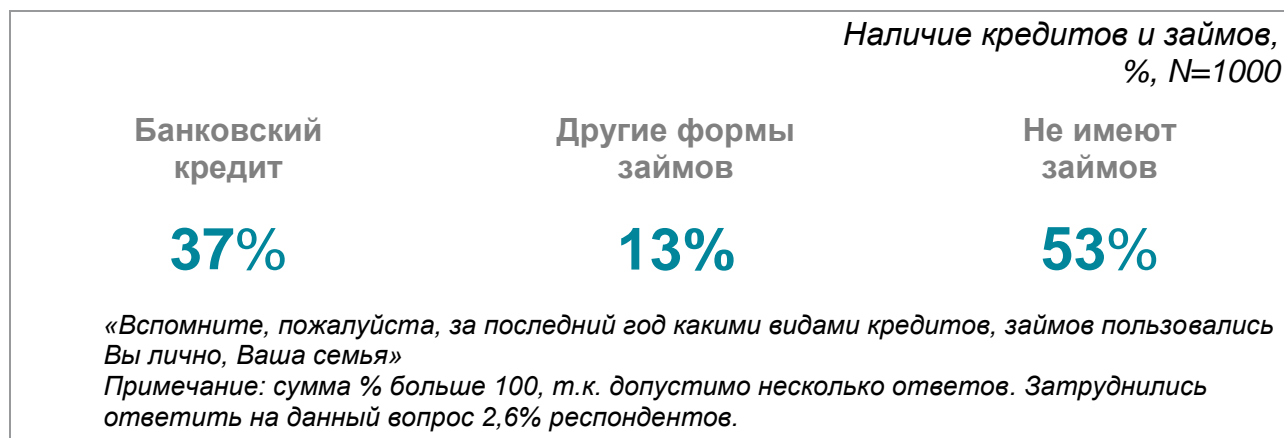 Наличие кредитов и займов,
%, N=1000
Банковский
кредит
Другие формы
займов
Не имеют
займов
37%
13%
53%
«Вспомните, пожалуйста, за последний год какими видами кредитов, займов пользовались
Вы лично, Ваша семья»
Примечание: сумма % больше 100, т.к. допустимо несколько ответов. Затруднились
ответить на данный вопрос 2,6% респондентов.